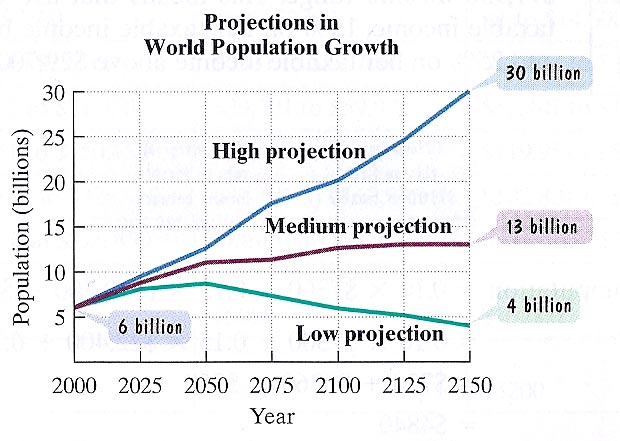 Projections in
World Population Growth
30 billion
30
25
20
15
10
5
Population (billions)
High projection
Medium projection
13 billion
4 billion
6 billion
Low projection
2000 2025 2050 2075 2100 2125 2150
Year